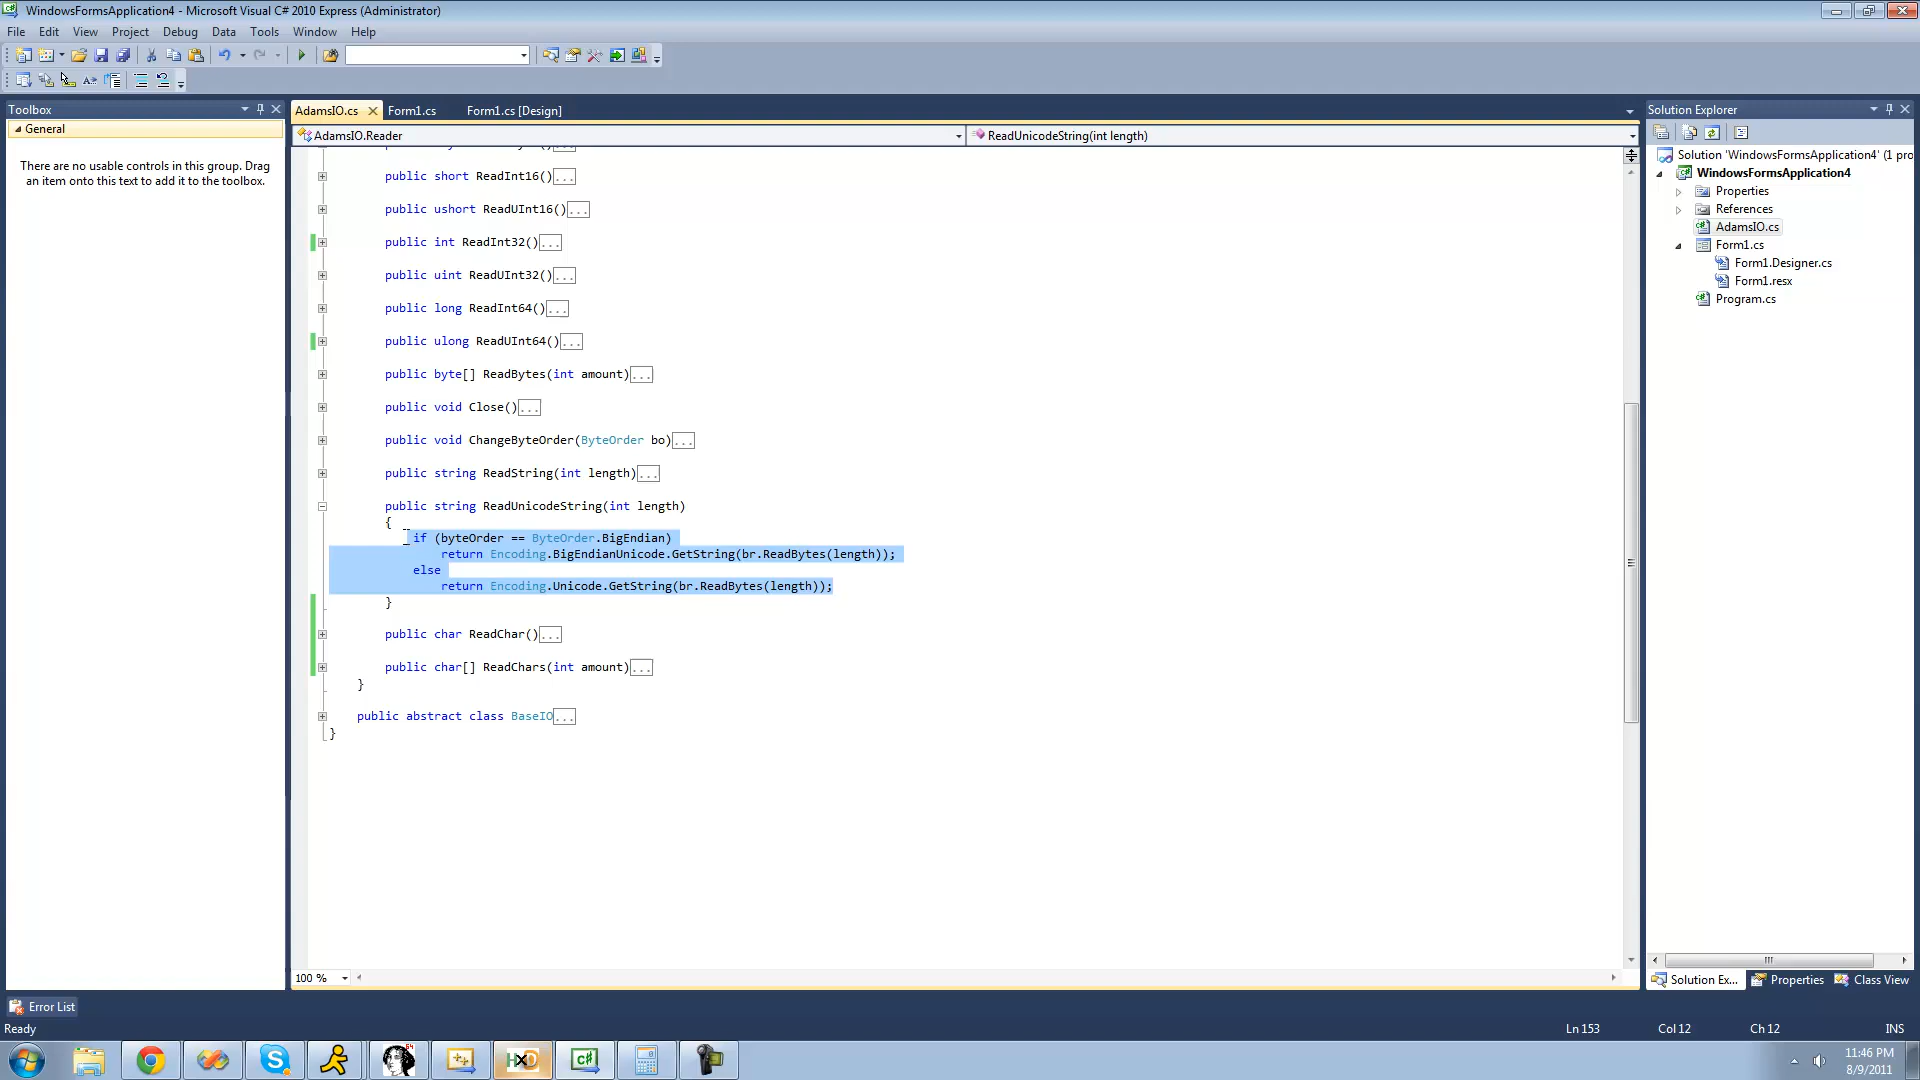 WindowsFormsApplication4 - Microsoft Visual C# 2010 Express (Administrator)
File Edit View Project Debug Data Tools Window Help
Toolbox
General
There are no usable controls in this group. Drag
an item onto this text to add it to the toolbox.
AdamsIO.cs Form1.cs Form1.cs [Design]
AdamsIO.Reader ReadUnicodeString(int length)
public short ReadInt16()...
public ushort ReadUInt16()...
public int ReadInt32()...
public uint ReadUInt32()...
public long ReadInt64()...
public ulong ReadUInt64()...
public byte[] ReadBytes(int amount)...
public void Close()...
public void ChangeByteOrder(ByteOrder bo)...
public string ReadString(int length)...
public string ReadUnicodeString(int length)
{
if (byteOrder == ByteOrder.BigEndian)
return Encoding.BigEndianUnicode.GetString(br.ReadBytes(length));
else
return Encoding.Unicode.GetString(br.ReadBytes(length));
}
public char ReadChar()...
public char[] ReadChars(int amount)...
}
public abstract class BaseIO...
}
100 %
Solution Explorer
Solution 'WindowsFormsApplication4' (1 pro
WindowsFormsApplication4
Properties
References
AdamsIO.cs
Form1.cs
Form1.Designer.cs
Form1.resx
Program.cs
Solution Ex... Properties Class View
Error List
Ready Ln 153 Col 12 Ch 12 INS
HXD C#
11:46 PM
8/9/2011